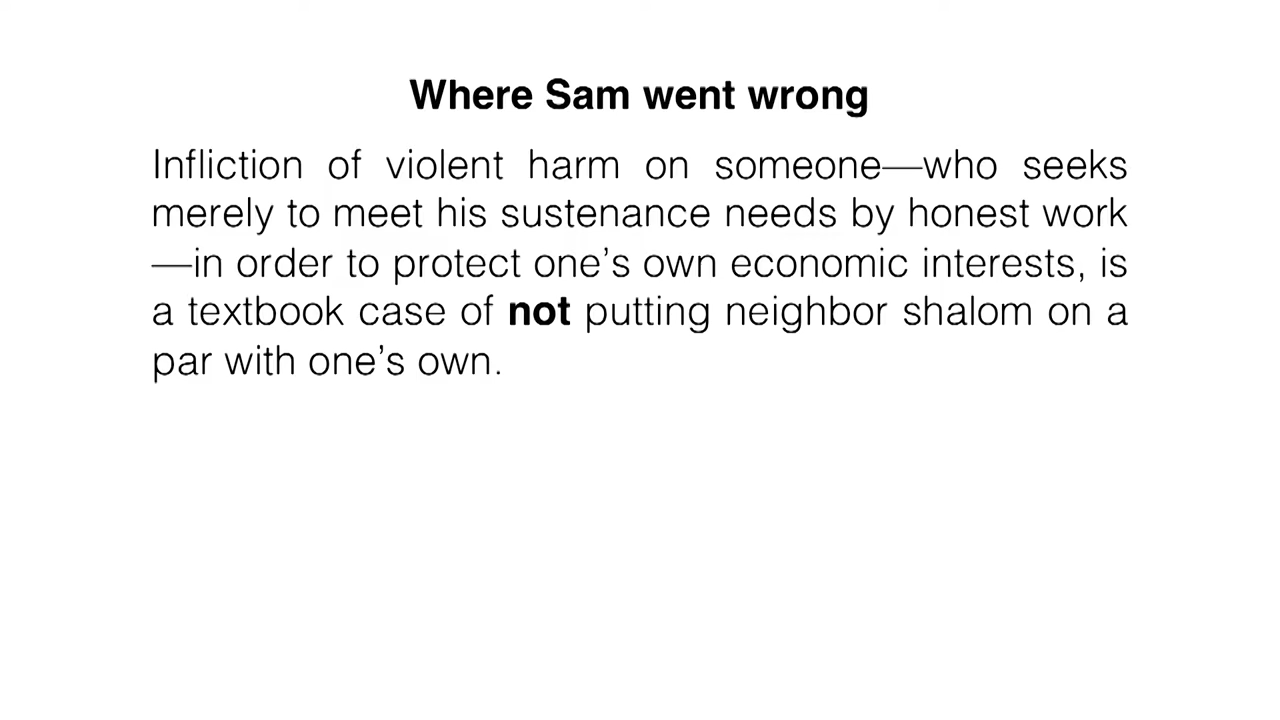 Where Sam went wrong
Infliction of violent harm on someone—who seeks
merely to meet his sustenance needs by honest work
—in order to protect one’s own economic interests, is
a textbook case of not putting neighbor shalom on a
par with one’s own.